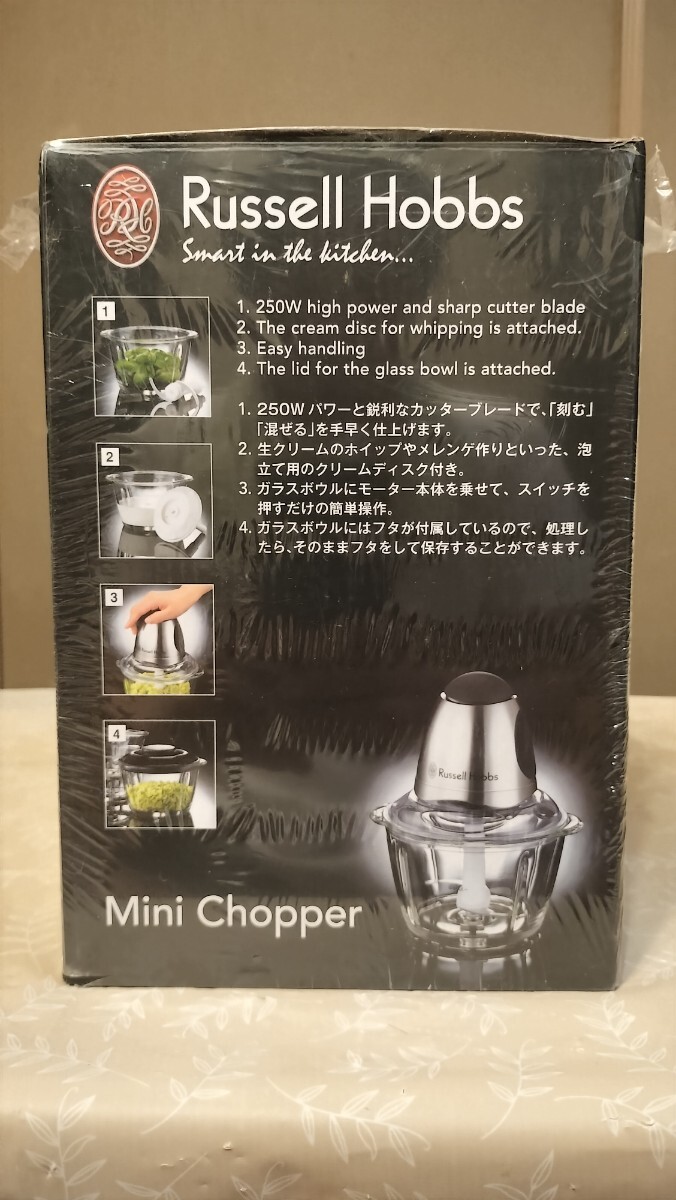 Russell Hobbs
Smart in the kitchen...
1
1. 250W high power and sharp cutter blade
2. The cream disc for whipping is attached.
3. Easy handling
4. The lid for the glass bowl is attached.
1. 250W パワーと鋭利なカッターブレードで、「刻む」
「混ぜる」を手早く仕上げます。
2
2. 生クリームのホイップやメレンゲ作りといった、泡
立て用のクリームディスク付き。
3. ガラスボウルにモーター本体を乗せて、スイッチを
押すだけの簡単操作。
4. ガラスボウルにはフタが付属しているので、処理し
たら、そのままフタをして保存することができます。
3
4
Russell Hobbs
Mini Chopper